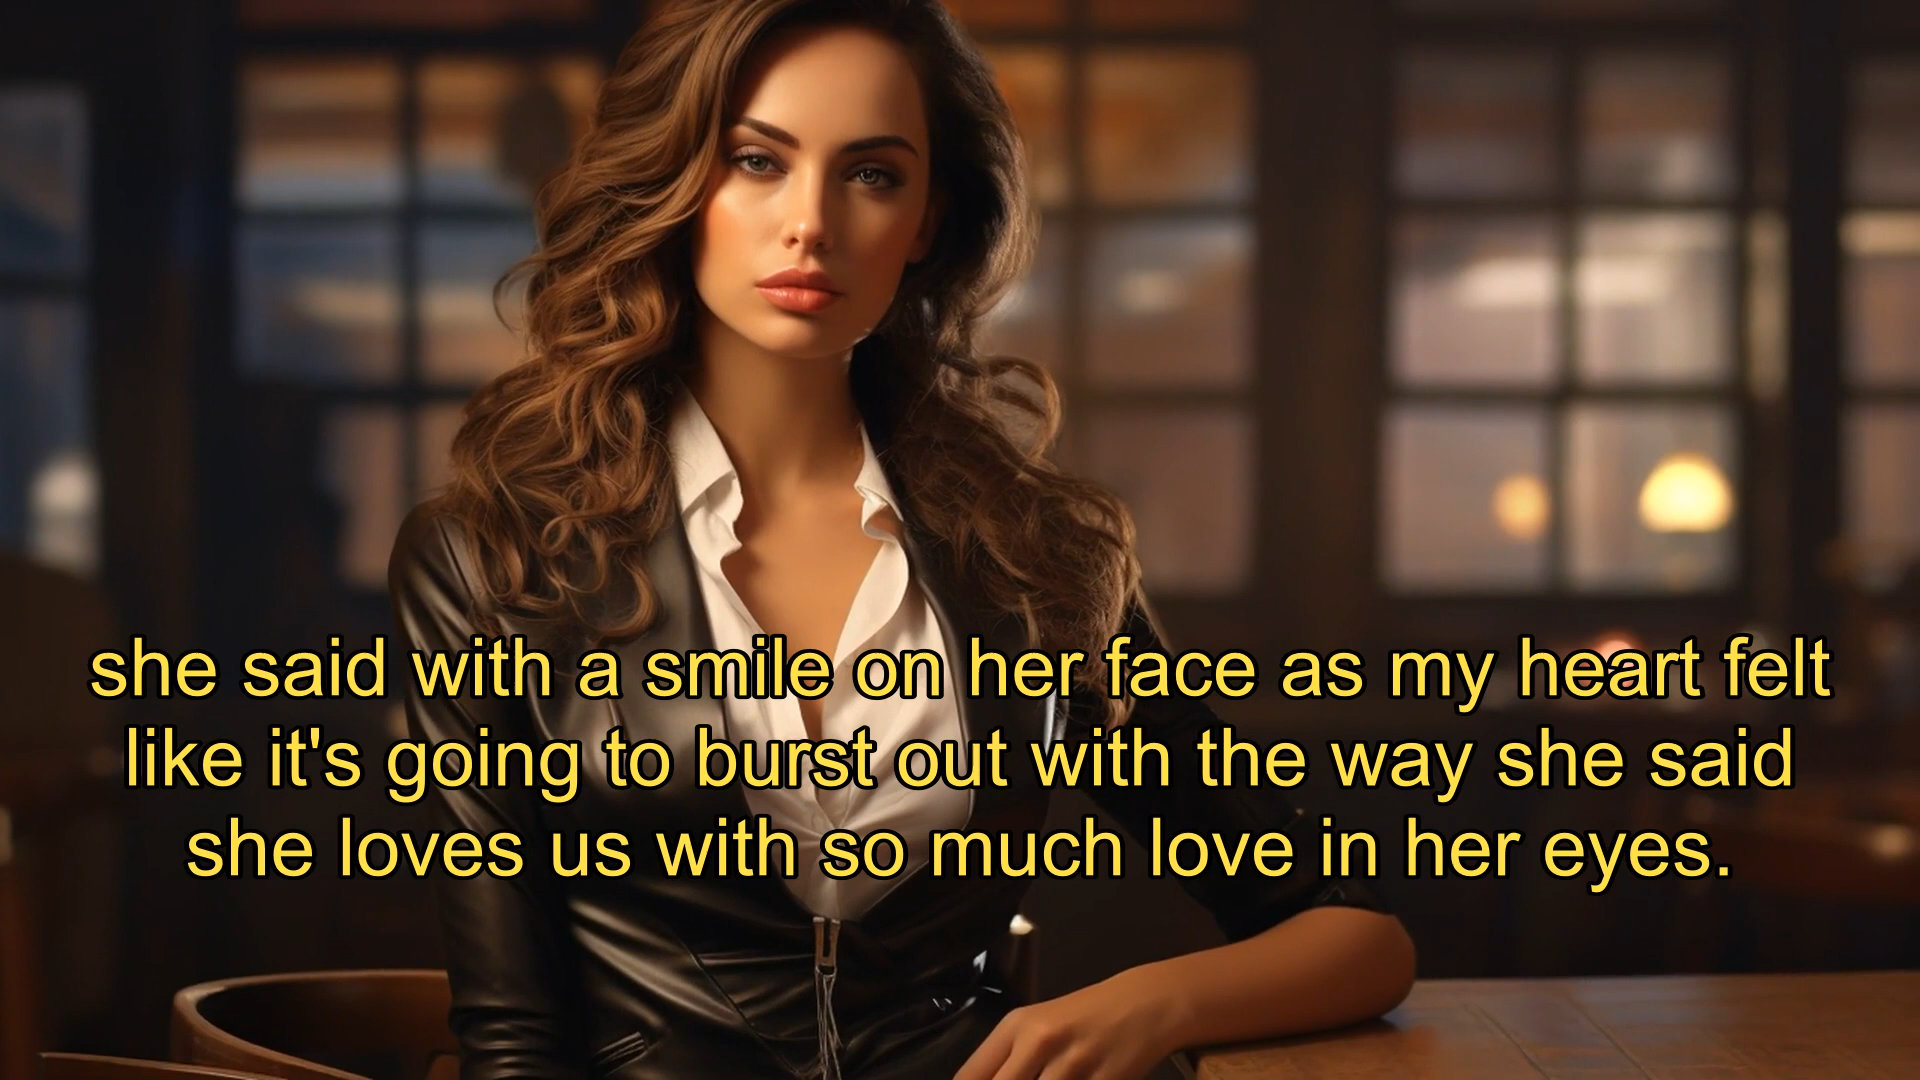 she said with a smile on her face as my heart felt
like it's going to burst out with the way she said
she loves us with so much love in her eyes.